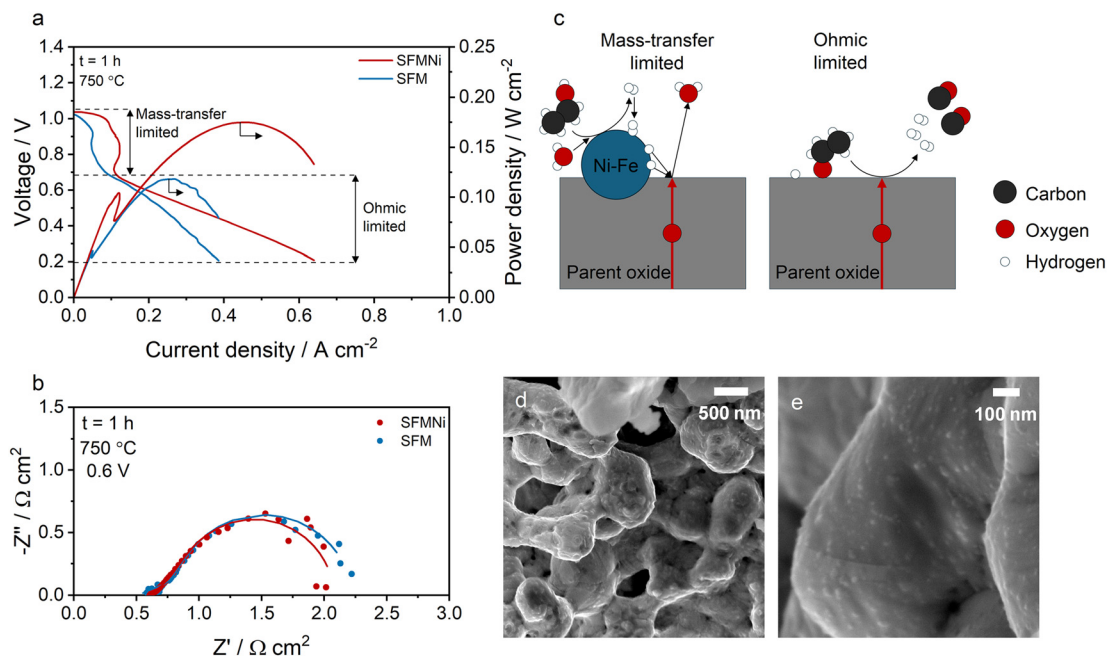 a
t = 1 h
750 °C
SFMNi
SFM
Mass-transfer
limited
Ohmic
limited
1.4
1.2
1.0
0.8
0.6
0.4
0.2
0.0
Voltage / V
0.25
0.20
0.15
0.10
0.05
0.00
Power density / W cm-2
0.0 0.2 0.4 0.6 0.8 1.0
Current density / A cm-2
b
t = 1 h
750 °C
0.6 V
SFMNi
SFM
1.5
1.0
0.5
0.0
-Z'' / Ω cm2
0.0 0.5 1.0 1.5 2.0 2.5 3.0
Z' / Ω cm2
c
Mass-transfer
limited
Ni-Fe
Parent oxide
Ohmic
limited
Parent oxide
Carbon
Oxygen
Hydrogen
d
500 nm
e
100 nm